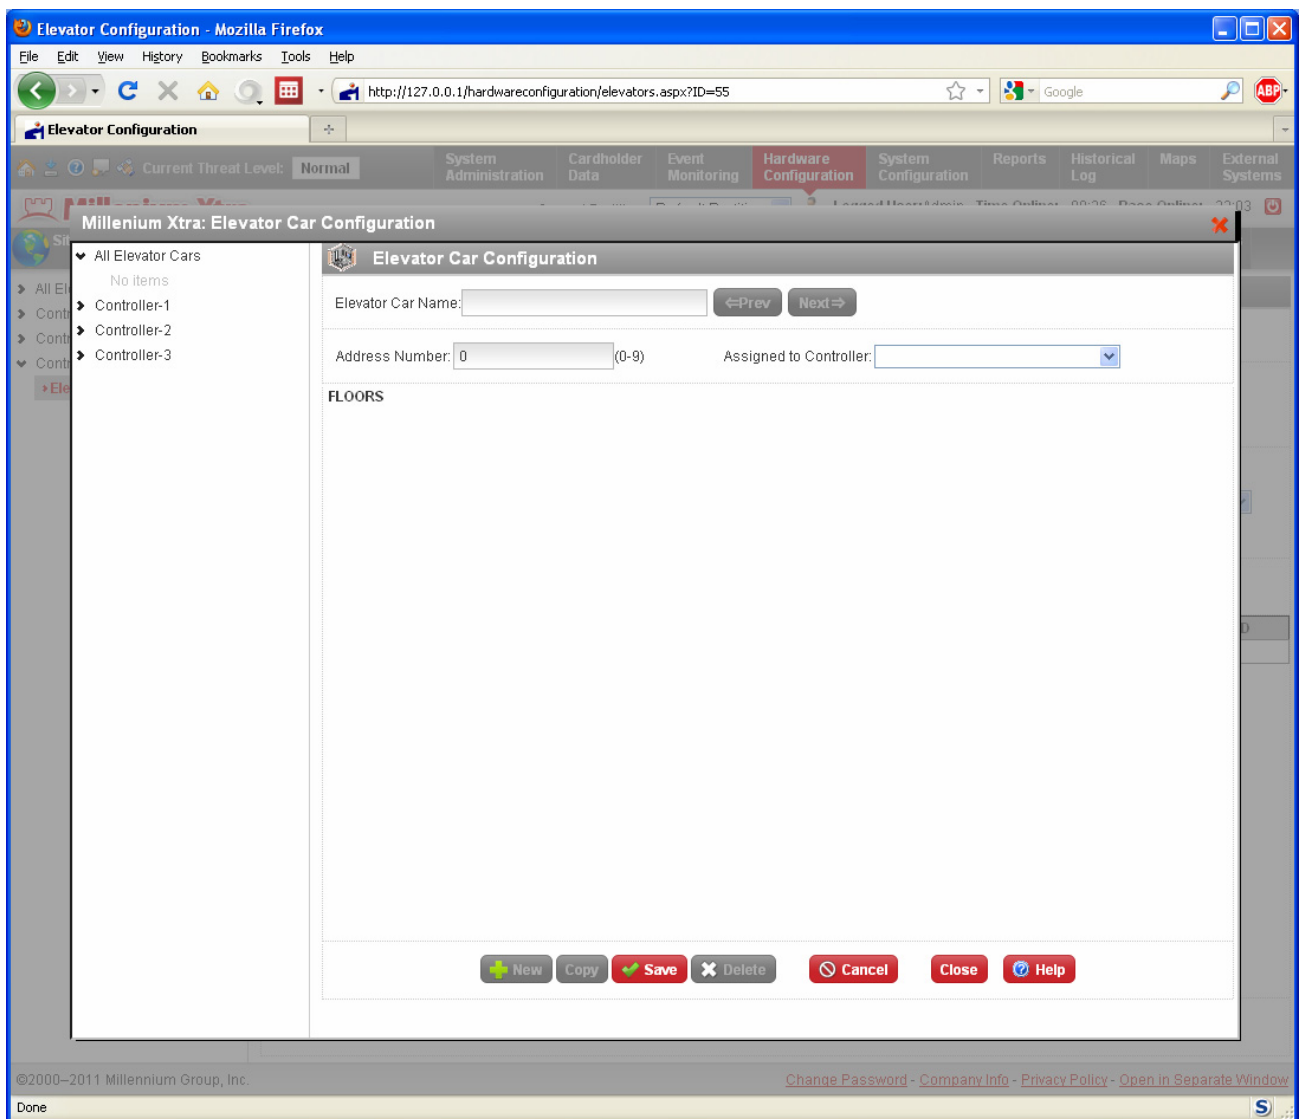 Elevator Configuration - Mozilla Firefox
File Edit View History Bookmarks Tools Help
http://127.0.0.1/hardwareconfiguration/elevators.aspx?ID=55
Google
ABP
Elevator Configuration
Current Threat Level: Normal
System Administration
Cardholder Data
Event Monitoring
Hardware Configuration
System Configuration
Reports
Historical Log
Maps
External Systems
Millenium Xtra: Elevator Car Configuration
All Elevator Cars
No items
Controller-1
Controller-2
Controller-3
Elevator Car Configuration
Elevator Car Name: ⇐Prev Next⇒
Address Number: 0 (0-9) Assigned to Controller:
FLOORS
New Copy Save Delete Cancel Close Help
©2000–2011 Millennium Group, Inc.
Change Password - Company Info - Privacy Policy - Open in Separate Window
Done